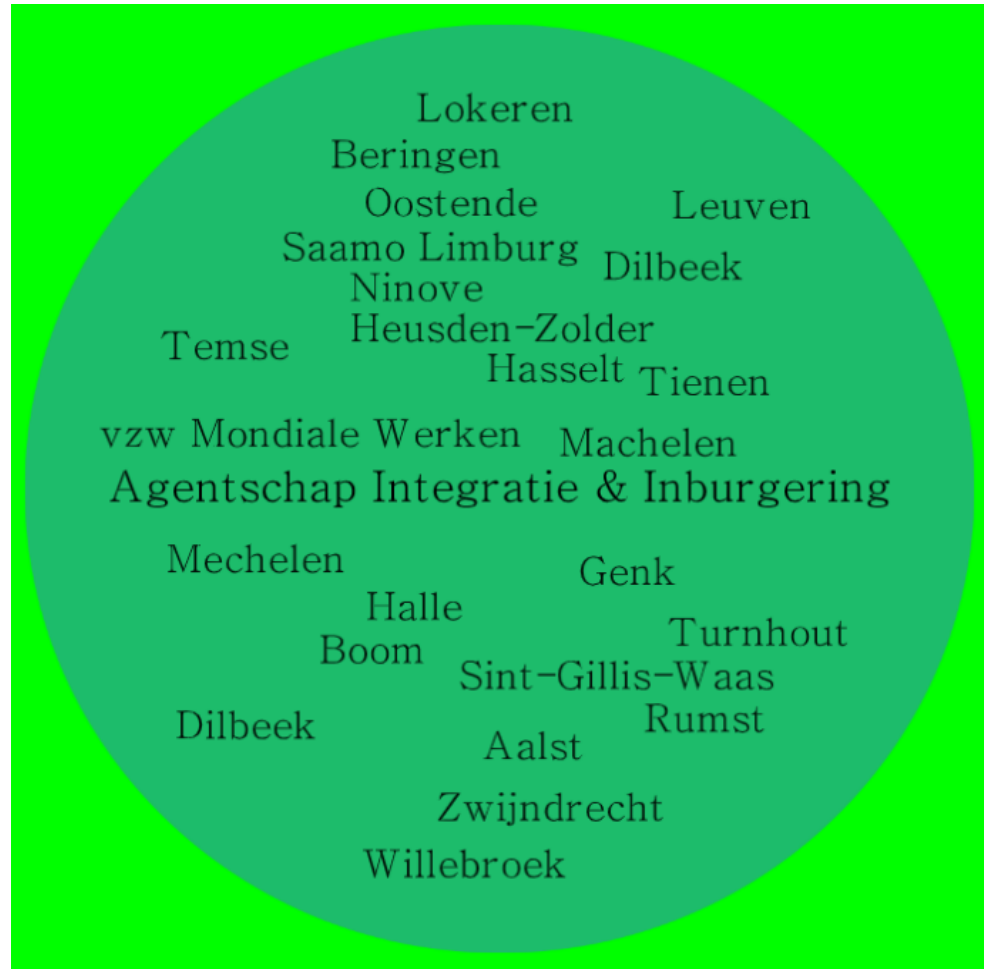 Lokeren
Beringen
Oostende
Leuven
Saamo Limburg
Dilbeek
Ninove
Heusden-Zolder
Temse
Hasselt
Tienen
vzw Mondiale Werken
Machelen
Agentschap Integratie & Inburgering
Mechelen
Genk
Halle
Turnhout
Boom
Sint-Gillis-Waas
Rumst
Dilbeek
Aalst
Zwijndrecht
Willebroek